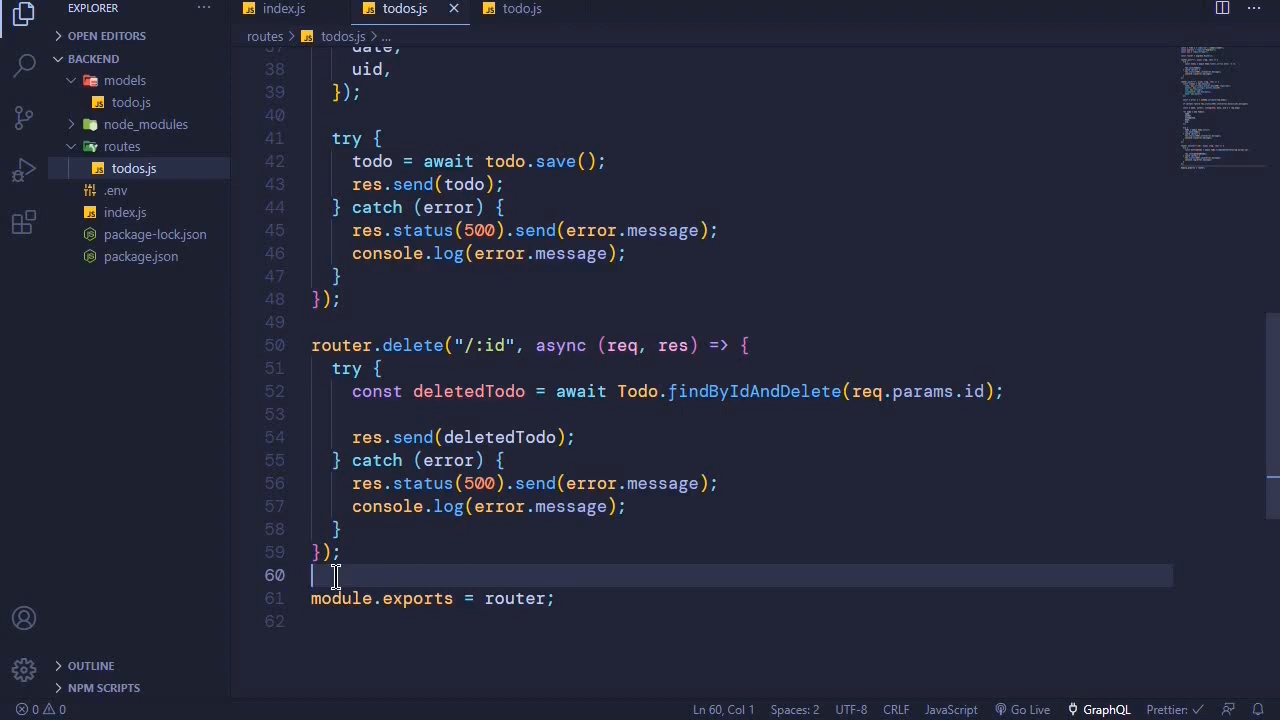 EXPLORER
index.js
todos.js
todo.js
OPEN EDITORS
routes > todos.js > ...
BACKEND
models
todo.js
node_modules
routes
todos.js
.env
index.js
package-lock.json
package.json
OUTLINE
NPM SCRIPTS
37 date,
38 uid,
39 });
40
41 try {
42 todo = await todo.save();
43 res.send(todo);
44 } catch (error) {
45 res.status(500).send(error.message);
46 console.log(error.message);
47 }
48 });
49
50 router.delete("/:id", async (req, res) => {
51 try {
52 const deletedTodo = await Todo.findByIdAndDelete(req.params.id);
53
54 res.send(deletedTodo);
55 } catch (error) {
56 res.status(500).send(error.message);
57 console.log(error.message);
58 }
59 });
60
61 module.exports = router;
62
0 0 Ln 60, Col 1 Spaces: 2 UTF-8 CRLF JavaScript Go Live GraphQL Prettier: ✓